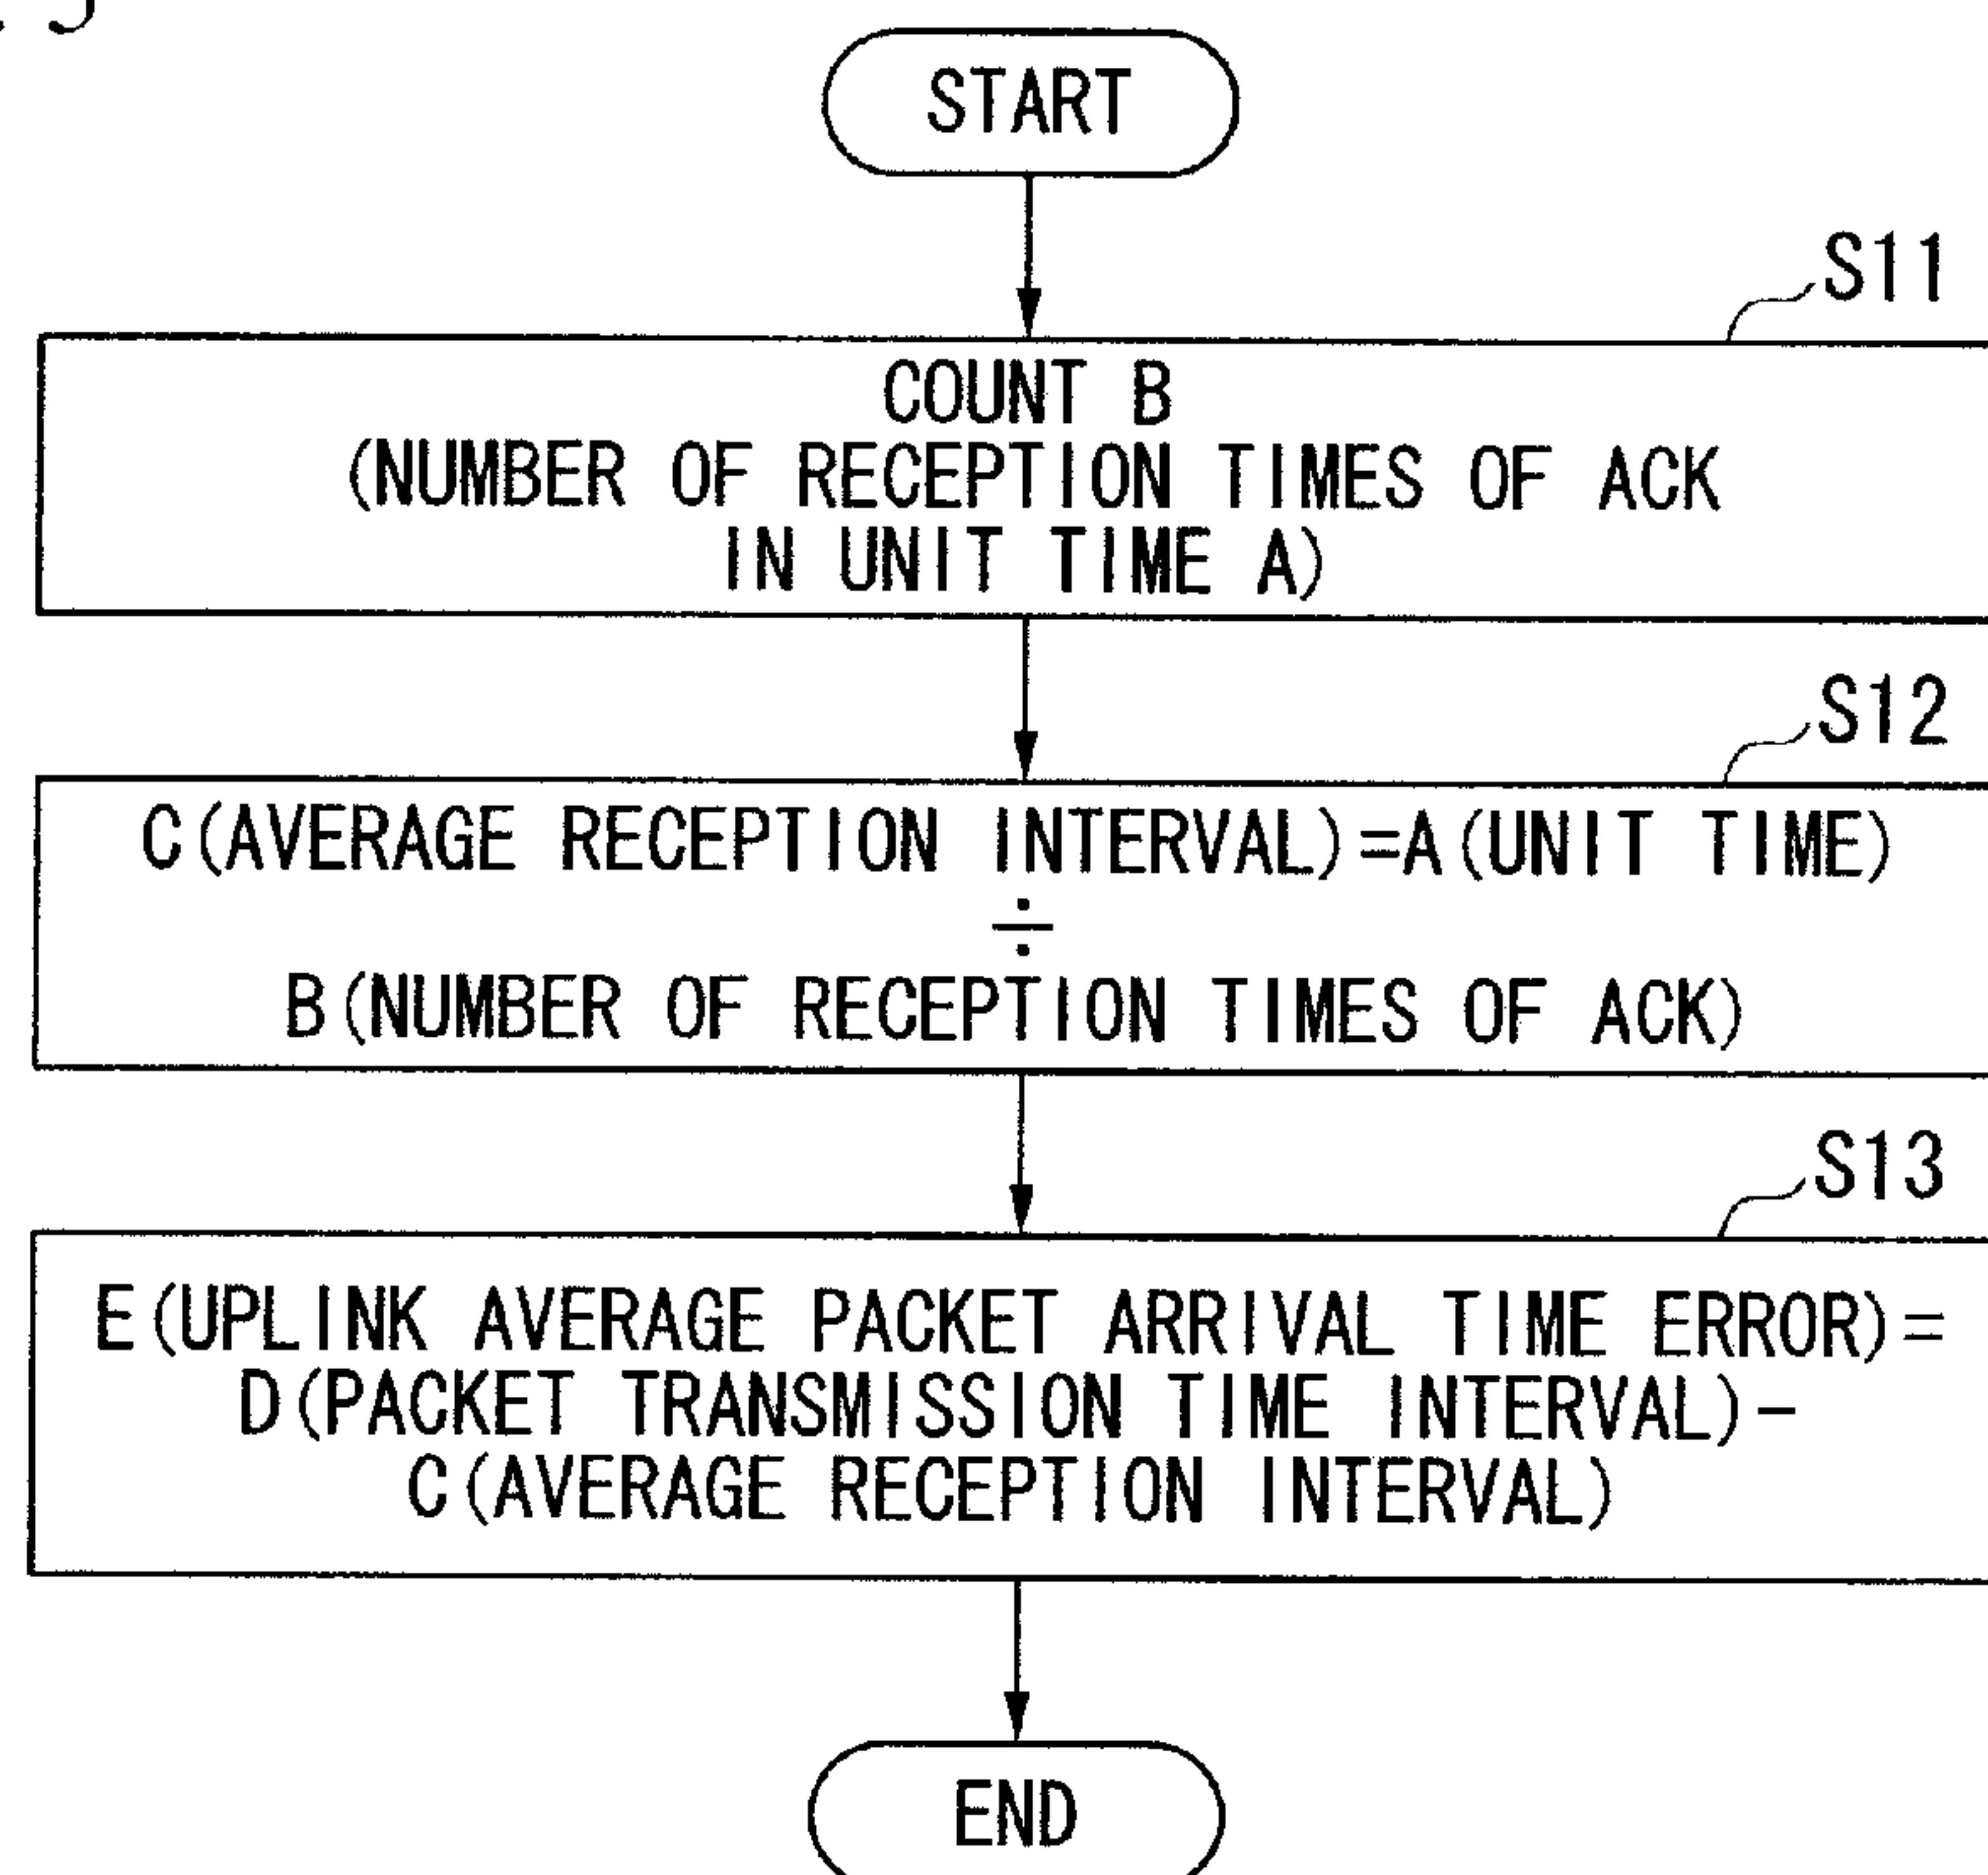 START
S11
COUNT B
(NUMBER OF RECEPTION TIMES OF ACK
IN UNIT TIME A)
S12
C(AVERAGE RECEPTION INTERVAL)=A(UNIT TIME)
÷
B(NUMBER OF RECEPTION TIMES OF ACK)
S13
E(UPLINK AVERAGE PACKET ARRIVAL TIME ERROR)=
D(PACKET TRANSMISSION TIME INTERVAL)-
C(AVERAGE RECEPTION INTERVAL)
END